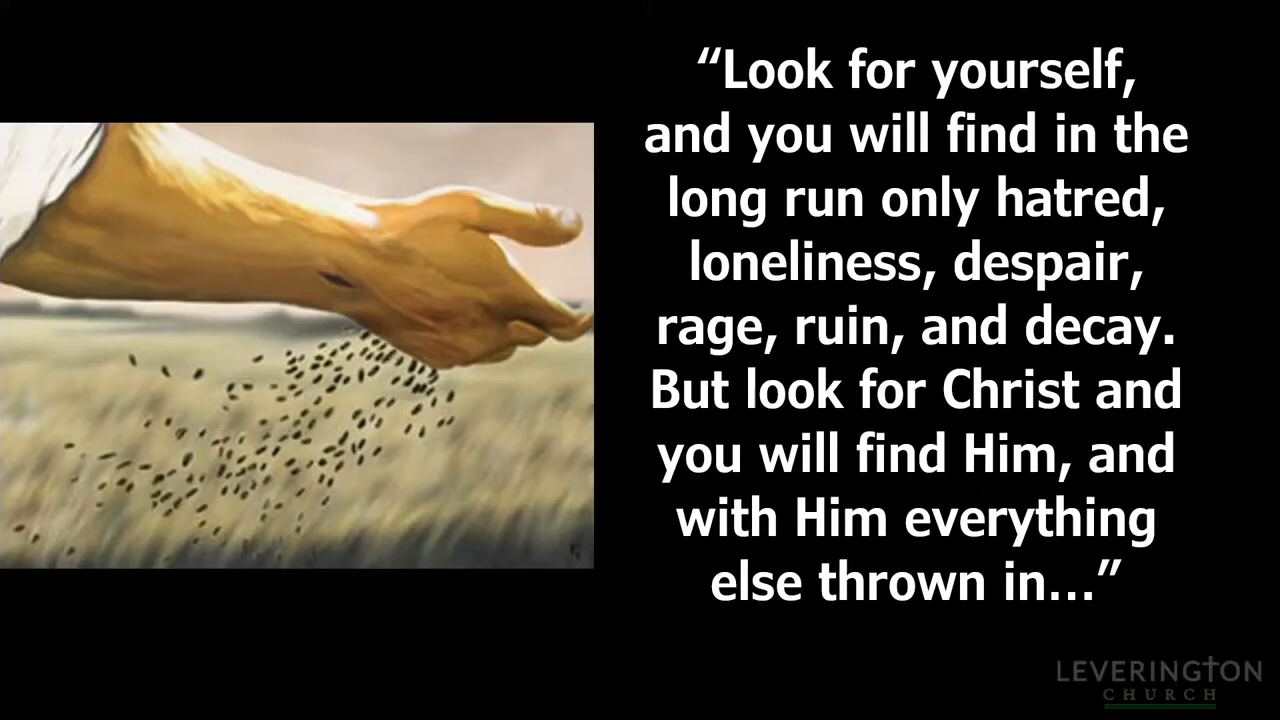 “Look for yourself,
and you will find in the
long run only hatred,
loneliness, despair,
rage, ruin, and decay.
But look for Christ and
you will find Him, and
with Him everything
else thrown in…”
LEVERINGTON
CHURCH